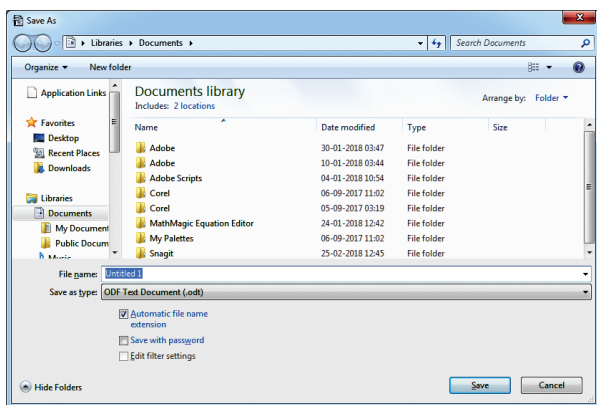 Save As
Libraries Documents
Search Documents
Organize New folder
Application Links
Favorites
Desktop
Recent Places
Downloads
Libraries
Documents
My Document
Public Docum
Music
Documents library
Includes: 2 locations
Arrange by: Folder
Name Date modified Type Size
Adobe 30-01-2018 03:47 File folder
Adobe 10-01-2018 03:44 File folder
Adobe Scripts 04-01-2018 10:54 File folder
Corel 06-09-2017 11:02 File folder
Corel 05-09-2017 03:19 File folder
MathMagic Equation Editor 24-01-2018 12:42 File folder
My Palettes 06-09-2017 11:02 File folder
Snagit 25-02-2018 12:45 File folder
File name: Untitled 1
Save as type: ODF Text Document (.odt)
Automatic file name
extension
Save with password
Edit filter settings
Hide Folders
Save Cancel